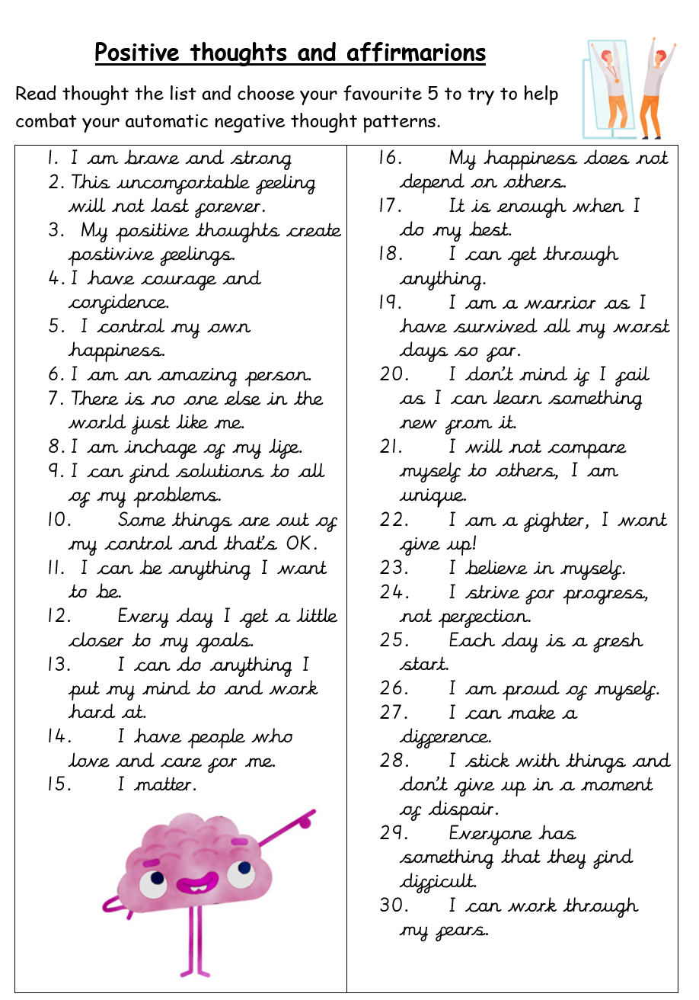 Positive thoughts and affirmarions
Read thought the list and choose your favourite 5 to try to help
combat your automatic negative thought patterns.
1. I am brave and strong
2. This uncomfortable feeling
will not last forever.
3. My positive thoughts create
postivive feelings.
4. I have courage and
confidence.
5. I control my own
happiness.
6. I am an amazing person.
7. There is no one else in the
world just like me.
8. I am inchage of my life.
9. I can find solutions to all
of my problems.
10. Some things are out of
my control and that's OK.
11. I can be anything I want
to be.
12. Every day I get a little
closer to my goals.
13. I can do anything I
put my mind to and work
hard at.
14. I have people who
love and care for me.
15. I matter.
16. My happiness does not
depend on others.
17. It is enough when I
do my best.
18. I can get through
anything.
19. I am a warrior as I
have survived all my worst
days so far.
20. I don't mind if I fail
as I can learn something
new from it.
21. I will not compare
myself to others, I am
unique.
22. I am a fighter, I wont
give up!
23. I believe in myself.
24. I strive for progress,
not perfection.
25. Each day is a fresh
start.
26. I am proud of myself.
27. I can make a
difference.
28. I stick with things and
don't give up in a moment
of dispair.
29. Everyone has
something that they find
difficult.
30. I can work through
my fears.